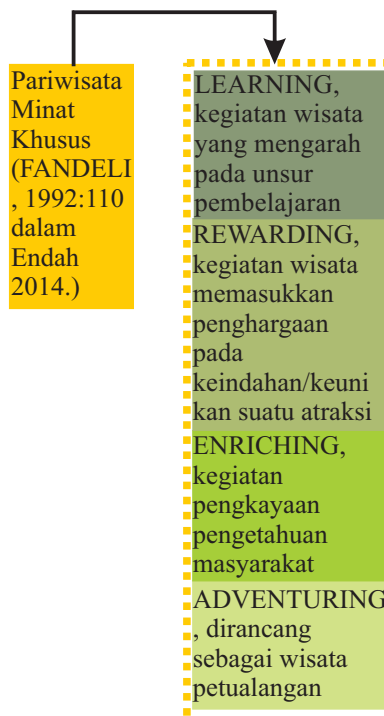 Pariwisata
Minat
Khusus
(FANDELI
, 1992:110
dalam
Endah
2014.)
LEARNING,
kegiatan wisata
yang mengarah
pada unsur
pembelajaran
REWARDING,
kegiatan wisata
memasukkan
penghargaan
pada
keindahan/keuni
kan suatu atraksi
ENRICHING,
kegiatan
pengkayaan
pengetahuan
masyarakat
ADVENTURING
, dirancang
sebagai wisata
petualangan